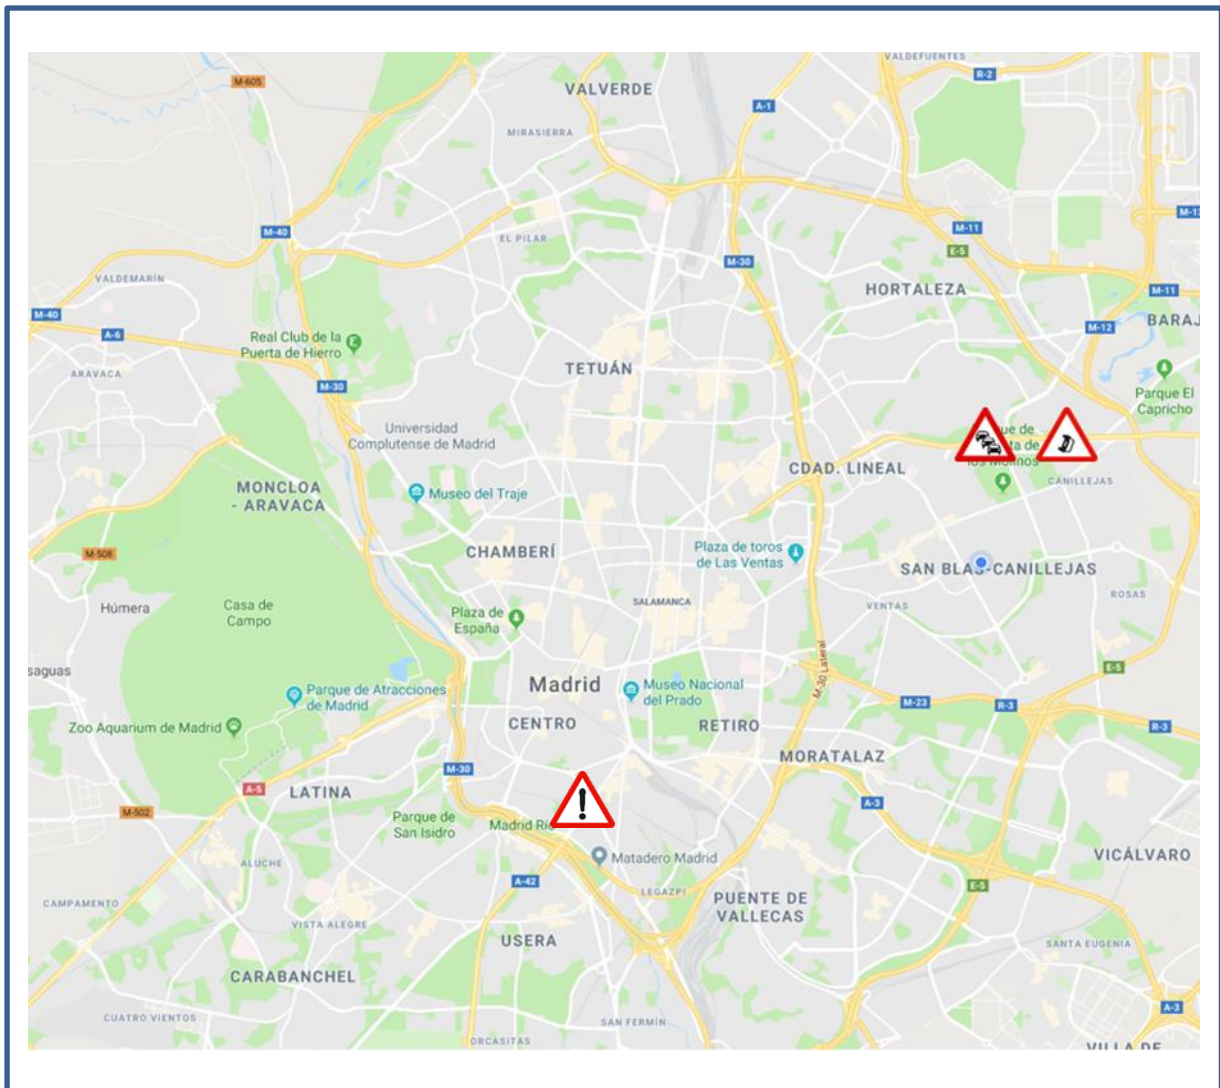 VALDEFUENTES
M-605
R-2
VALVERDE
A-1
MIRASIERRA
M-40
EL PILAR
M-11
E-5
M-30
VALDEMARÍN
HORTALEZA
M-11
M-40
A-6
M-12
BARAJ
Real Club de la
Puerta de Hierro
TETUÁN
ARAVACA
M-30
Parque El
Capricho
Universidad
Complutense de Madrid
CDAD. LINEAL
los Molinos
CANILLEJAS
MONCLOA
- ARAVACA
Museo del Traje
M-508
CHAMBERÍ
Plaza de toros
de Las Ventas
SAN BLAS-CANILLEJAS
ROSAS
Húmera
Casa de
Campo
SALAMANCA
VENTAS
Plaza de
España
saguas
M-30 Lateral
E-5
Parque de Atracciones
de Madrid
Madrid
Museo Nacional
del Prado
M-23
R-3
R-3
Zoo Aquarium de Madrid
CENTRO
RETIRO
MORATALAZ
M-30
A-5
LATINA
M-502
A-3
Parque de
San Isidro
Madrid Río
!
Matadero Madrid
VICÁLVARO
ALUCHE
A-42
LEGAZPI
E-5
CAMPAMENTO
PUENTE DE
VALLECAS
VISTA ALEGRE
USERA
SANTA EUGENIA
CARABANCHEL
A-3
CUATRO VIENTOS
SAN FERMÍN
ORCASITAS
VILLA DE